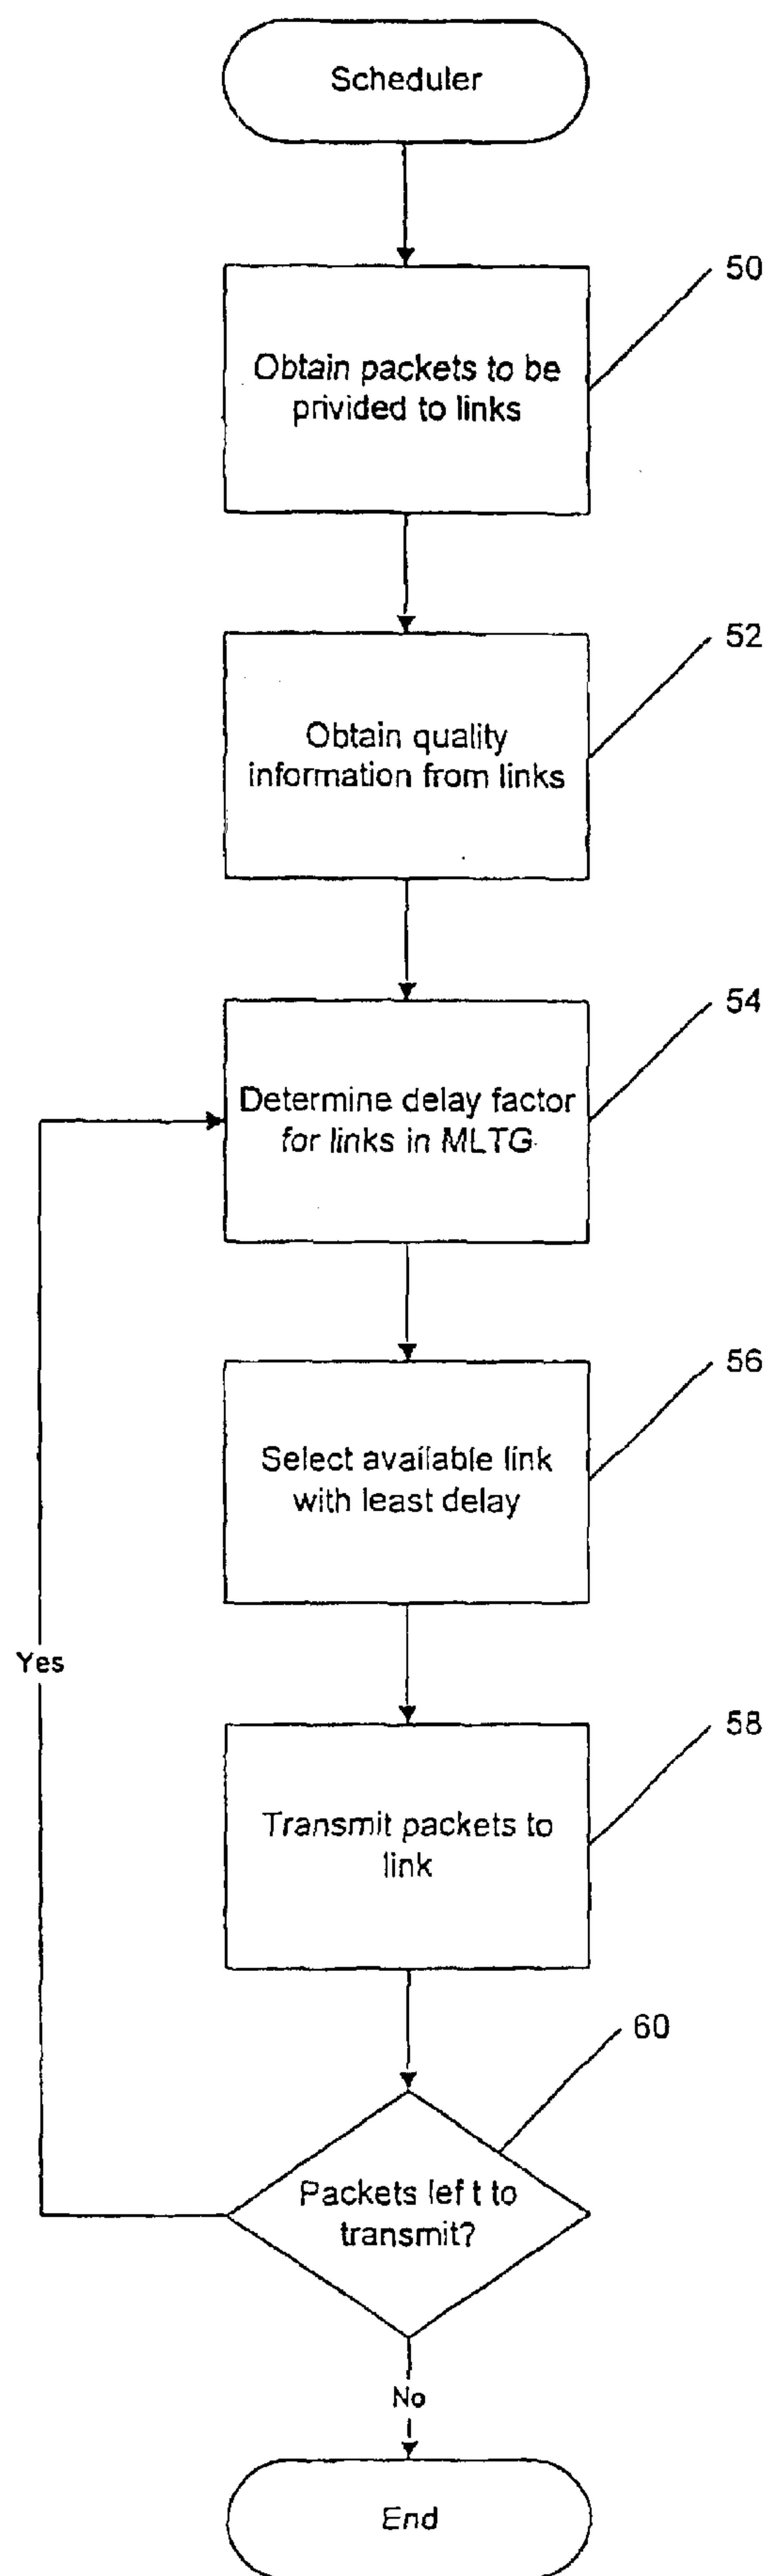 Scheduler
50
Obtain packets to be
privided to links
52
Obtain quality
information from links
54
Determine delay factor
for links in MLTG
56
Select available link
with least delay
Yes
58
Transmit packets to
link
60
Packets left to
transmit?
No
End